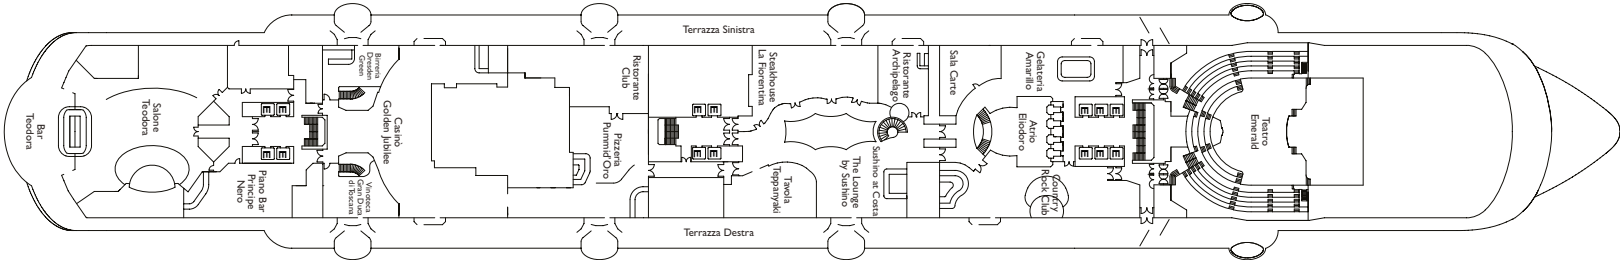 Terrazza Sinistra
Bar
Teodora
Salone
Teodora
Piano Bar
Principe
Nero
Birreria
Dresden
Green
Casinò
Golden Jubilee
Vinoteca
Gran Duca
di Toscana
Ristorante
Club
Pizzeria
Pummid'Oro
Steakhouse
La Fiorentina
Tavola
Teppanyaki
The Lounge
by Sushino
Sushino at Costa
Ristorante
Archipelago
Sala Carte
Gelateria
Amarillo
Atrio
Eliodoro
Country
Rock Club
Teatro
Emerald
E E
E E
E E
E E
E E E
E E E
Terrazza Destra